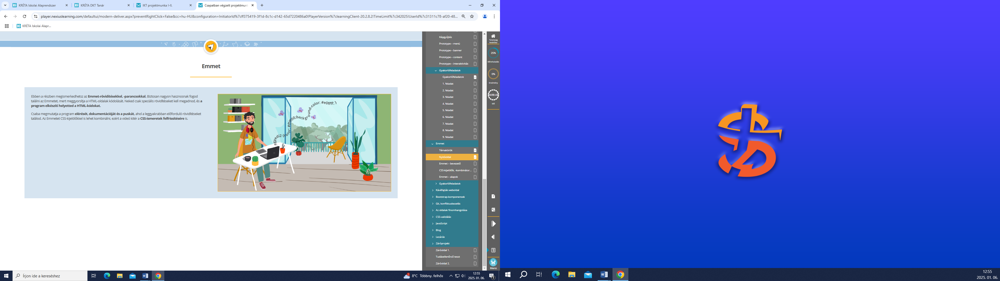 KRÉTA Iskolai Alaprendszer
KRÉTA DKT Tanár
IKT projektmunka I-II.
Csapatban végzett projektmun
player.nexiuslearning.com/defaultui/modern-deliver.aspx?preventRightClick=False&cc=hu-HU&configuration=InitiatorId%7cff375419-3f1d-8c1c-d142-65d7220486a0!PlayerVersion%7clearningClient-20.2.8.2!TimeLimit%7c342025!UserId%7c31311c78-af20-48...
KRÉTA Iskolai Alapr...
Emmet
Ebben a részben megismerkedhetsz az Emmet-rövidítésekkel, -parancsokkal. Biztosan nagyon hasznosnak fogod
találni az Emmetet, mert meggyorsítja a HTML-oldalak kódolását. Neked csak speciális rövidítéseket kell megadnod, és a
program elkészíti helyetted a HTML-kódokat.
Csaba megmutatja a program elérését, dokumentációját és a puskát, ahol a leggyakrabban előforduló rövidítéseket
találod. Az Emmetet CSS-kijelölőkkel is lehet kombinálni, ezért a videó kitér a CSS-ismeretek felfrissítésére is.
egyedi2 {color: #ffff00;background-color: #e0ffff; }
Képgyűjtés
Prototype – menü
Prototype – banner
Prototype – content
Prototype – interaktivitás
Gyakorlófeladatok
Gyakorlófeladatok
1. feladat
2. feladat
3. feladat
4. feladat
5. feladat
6. feladat
7. feladat
8. feladat
9. feladat
Emmet
Témakörök
Nyitóoldal
Emmet – bevezető
CSS-kijelölők, -kombinátor...
Emmet – alapok
Gyakorlófeladatok
Kávéfajták weboldal
Bootstrap-komponensek
Git, konfliktuskezelés
Az oldalak finomhangolása
CSS-validálás
JavaScript
Blog
Lezárás
Záróprojekt
Záróoldal 1.
Tudásellenőrző teszt
Záróoldal 2.
Tananyag
bezárása
25%
Előrehaladás
0%
Eredmény
5698:43
Idő
Menü
Írjon ide a kereséshez
8°C Többny. felhős
12:55
2025. 01. 06.
1
12:55
2025. 01. 06.